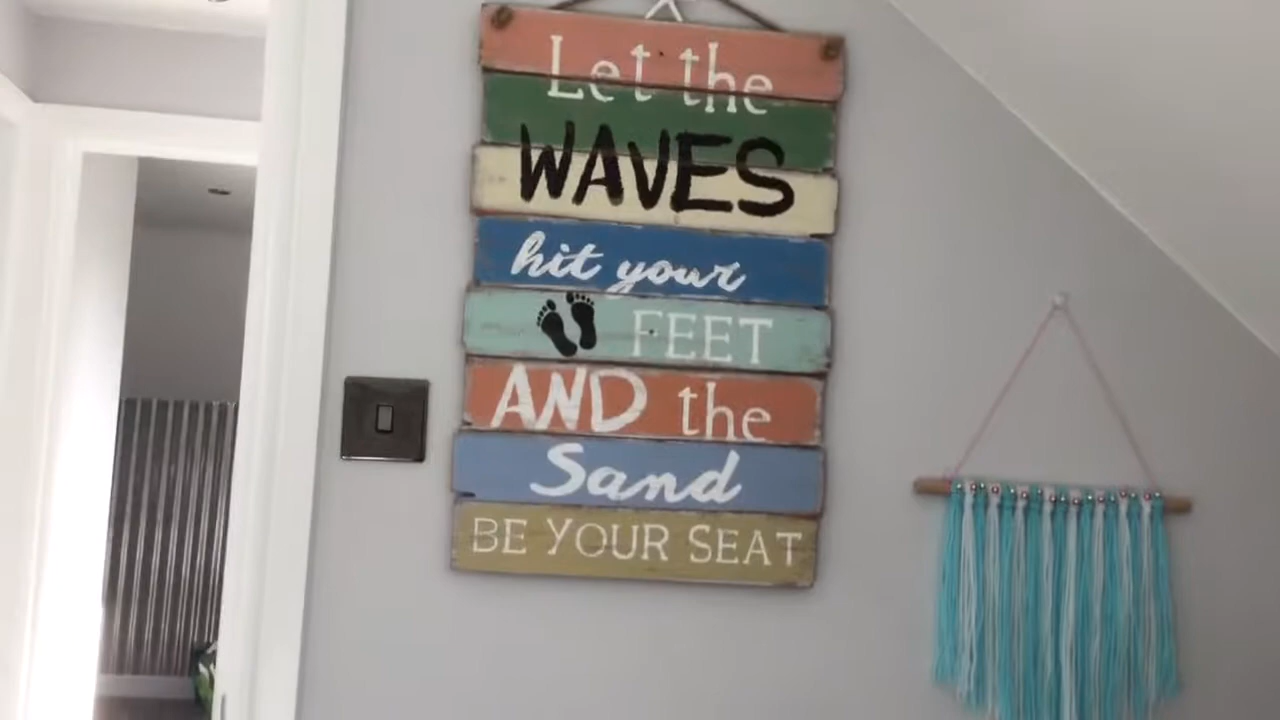 Let the
WAVES
hit your
FEET
AND the
Sand
BE YOUR SEAT